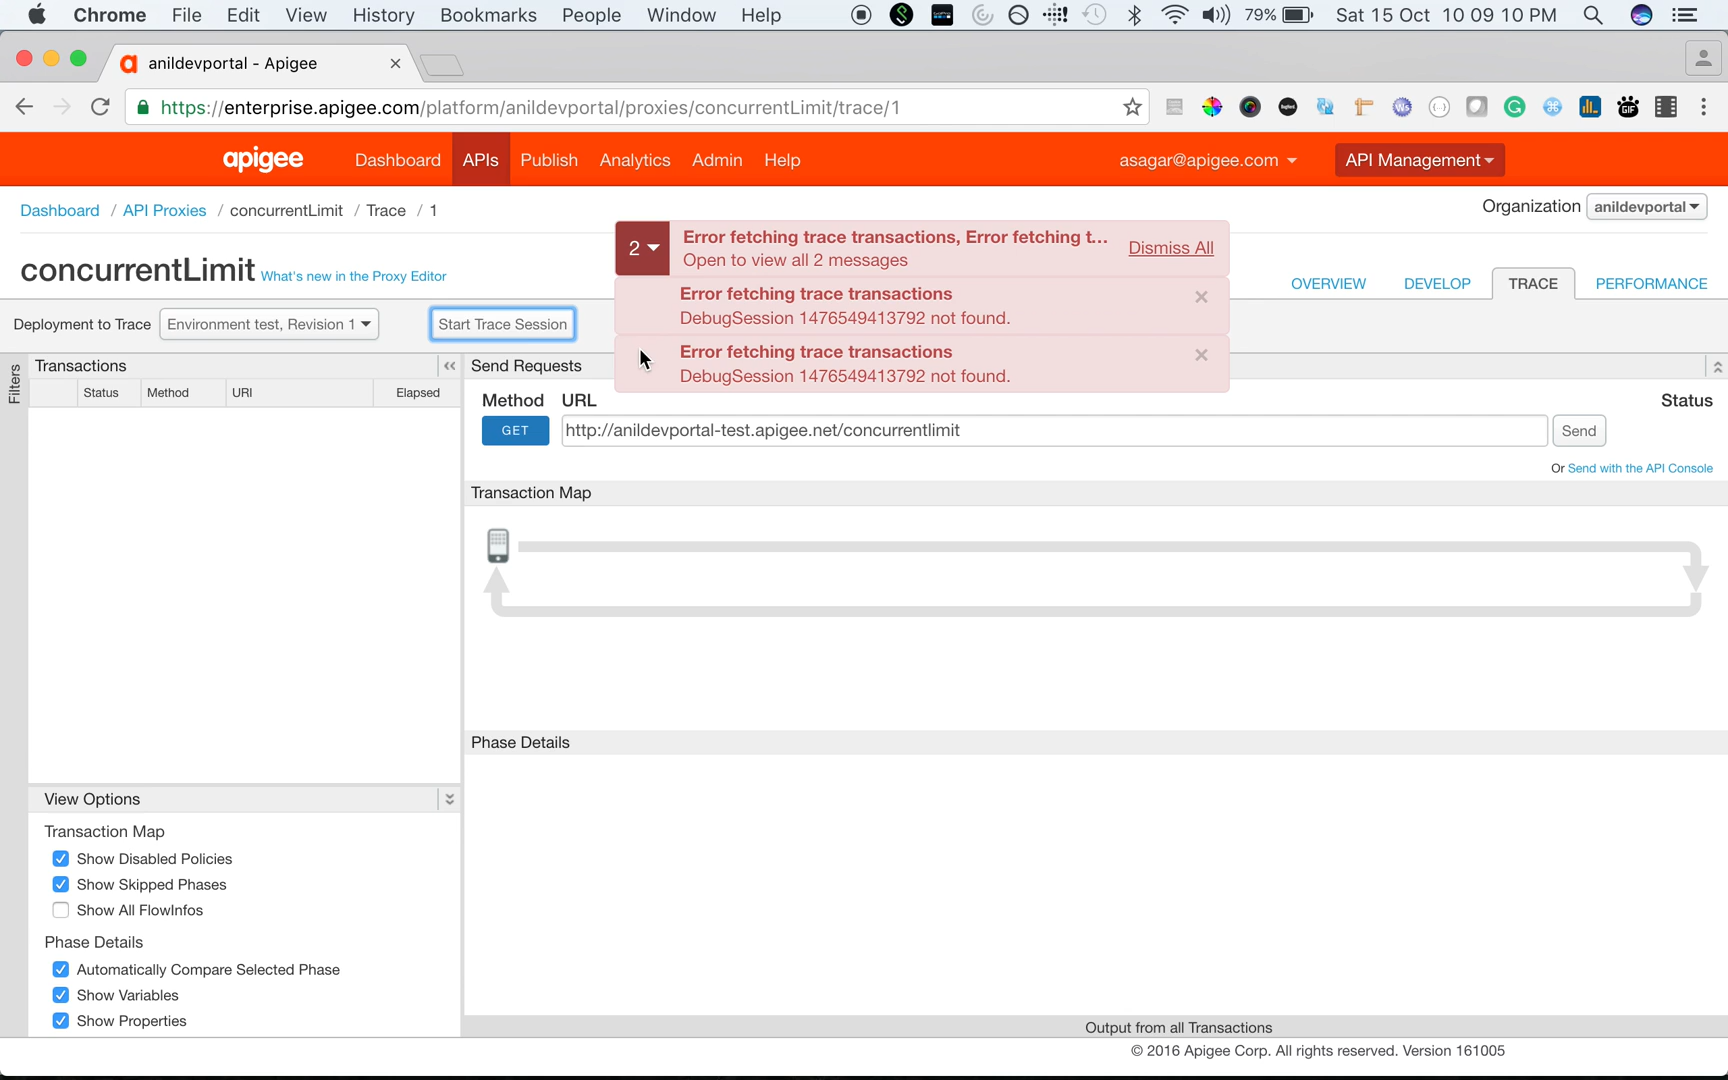 Chrome File Edit View History Bookmarks People Window Help 79% Sat 15 Oct 10 09 10 PM
anildevportal - Apigee
https://enterprise.apigee.com/platform/anildevportal/proxies/concurrentLimit/trace/1
apigee Dashboard APIs Publish Analytics Admin Help asagar@apigee.com API Management
Dashboard / API Proxies / concurrentLimit / Trace / 1 Organization anildevportal
2 Error fetching trace transactions, Error fetching t... Dismiss All
Open to view all 2 messages
concurrentLimit What's new in the Proxy Editor OVERVIEW DEVELOP TRACE PERFORMANCE
Error fetching trace transactions
DebugSession 1476549413792 not found.
Deployment to Trace Environment test, Revision 1 Start Trace Session
Error fetching trace transactions
DebugSession 1476549413792 not found.
Filters
Transactions
Status Method URI Elapsed
Send Requests
Method URL Status
GET http://anildevportal-test.apigee.net/concurrentlimit Send
Or Send with the API Console
Transaction Map
Phase Details
View Options
Transaction Map
Show Disabled Policies
Show Skipped Phases
Show All FlowInfos
Phase Details
Automatically Compare Selected Phase
Show Variables
Show Properties
Output from all Transactions
© 2016 Apigee Corp. All rights reserved. Version 161005